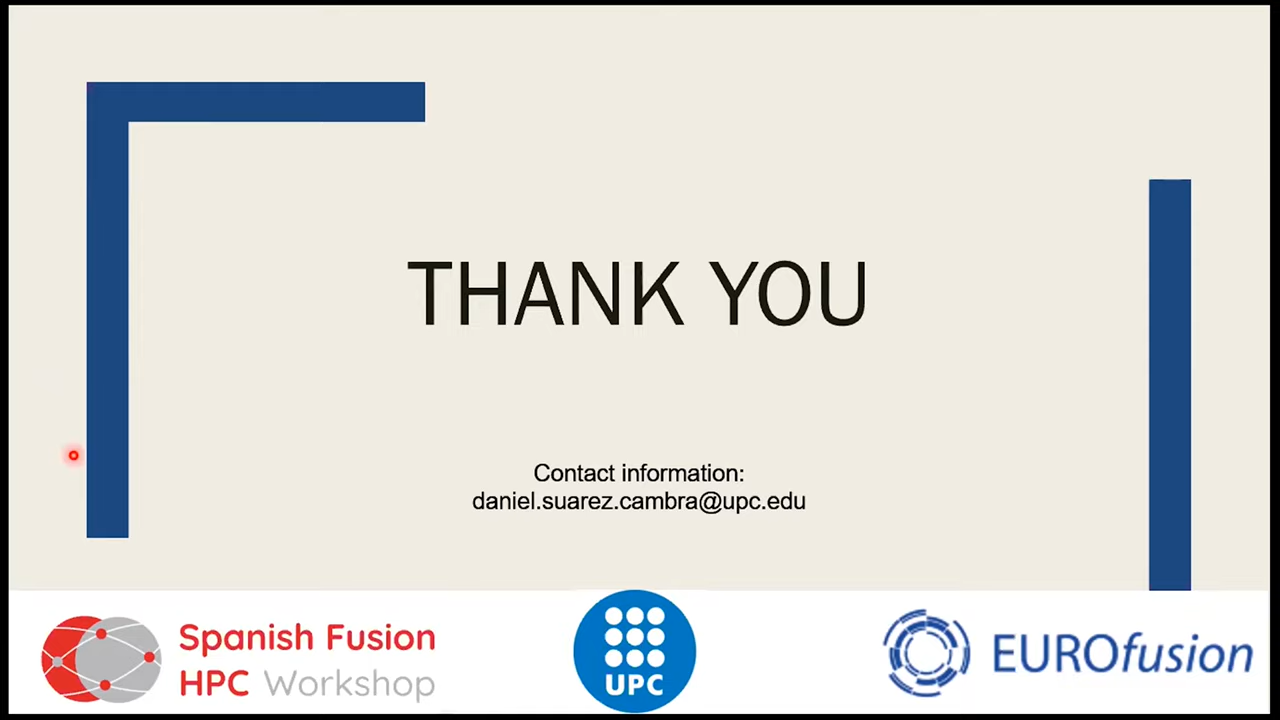 THANK YOU
Contact information:
daniel.suarez.cambra@upc.edu
Spanish Fusion
HPC Workshop
UPC
EUROfusion